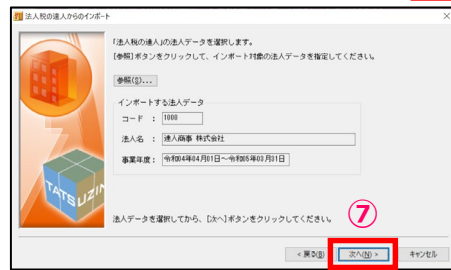 法人税の達人からのインポート
「法人税の達人」の法人データを選択します。
[参照]ボタンをクリックして、インポート対象の法人データを指定してください。
参照(S)...
インポートする法人データ
コード : 1000
法人名 : 達人商事 株式会社
事業年度 : 令和04年04月01日～令和05年03月31日
TATSUZIN
法人データを選択してから、[次へ]ボタンをクリックしてください。
⑦
< 戻る(B) 次へ(N) > キャンセル